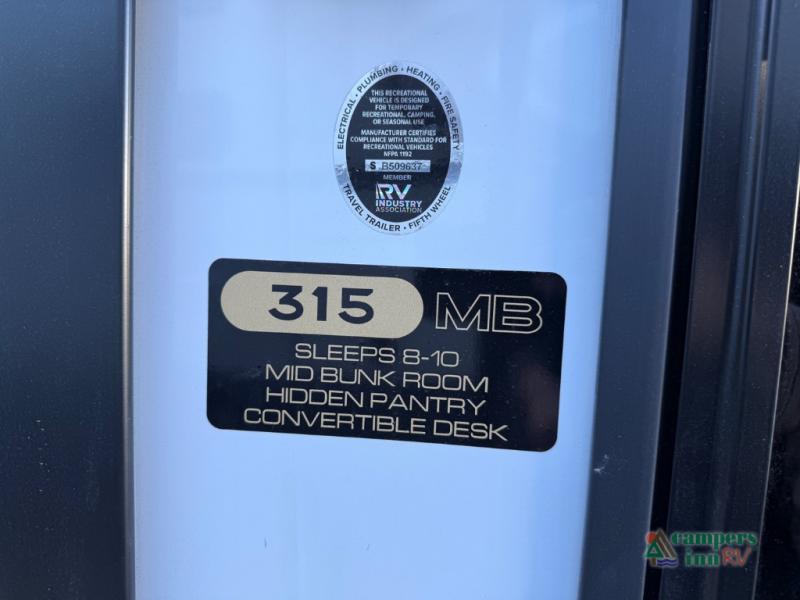 ELECTRICAL • PLUMBING • HEATING • FIRE SAFETY
THIS RECREATIONAL
VEHICLE IS DESIGNED
FOR TEMPORARY
RECREATIONAL, CAMPING,
OR SEASONAL USE
MANUFACTURER CERTIFIES
COMPLIANCE WITH STANDARD FOR
RECREATIONAL VEHICLES
NFPA 1192
S B509637
MEMBER
RV
INDUSTRY
ASSOCIATION
TRAVEL TRAILER • FIFTH WHEEL
315 MB
SLEEPS 8-10
MID BUNK ROOM
HIDDEN PANTRY
CONVERTIBLE DESK
campers
inn RV